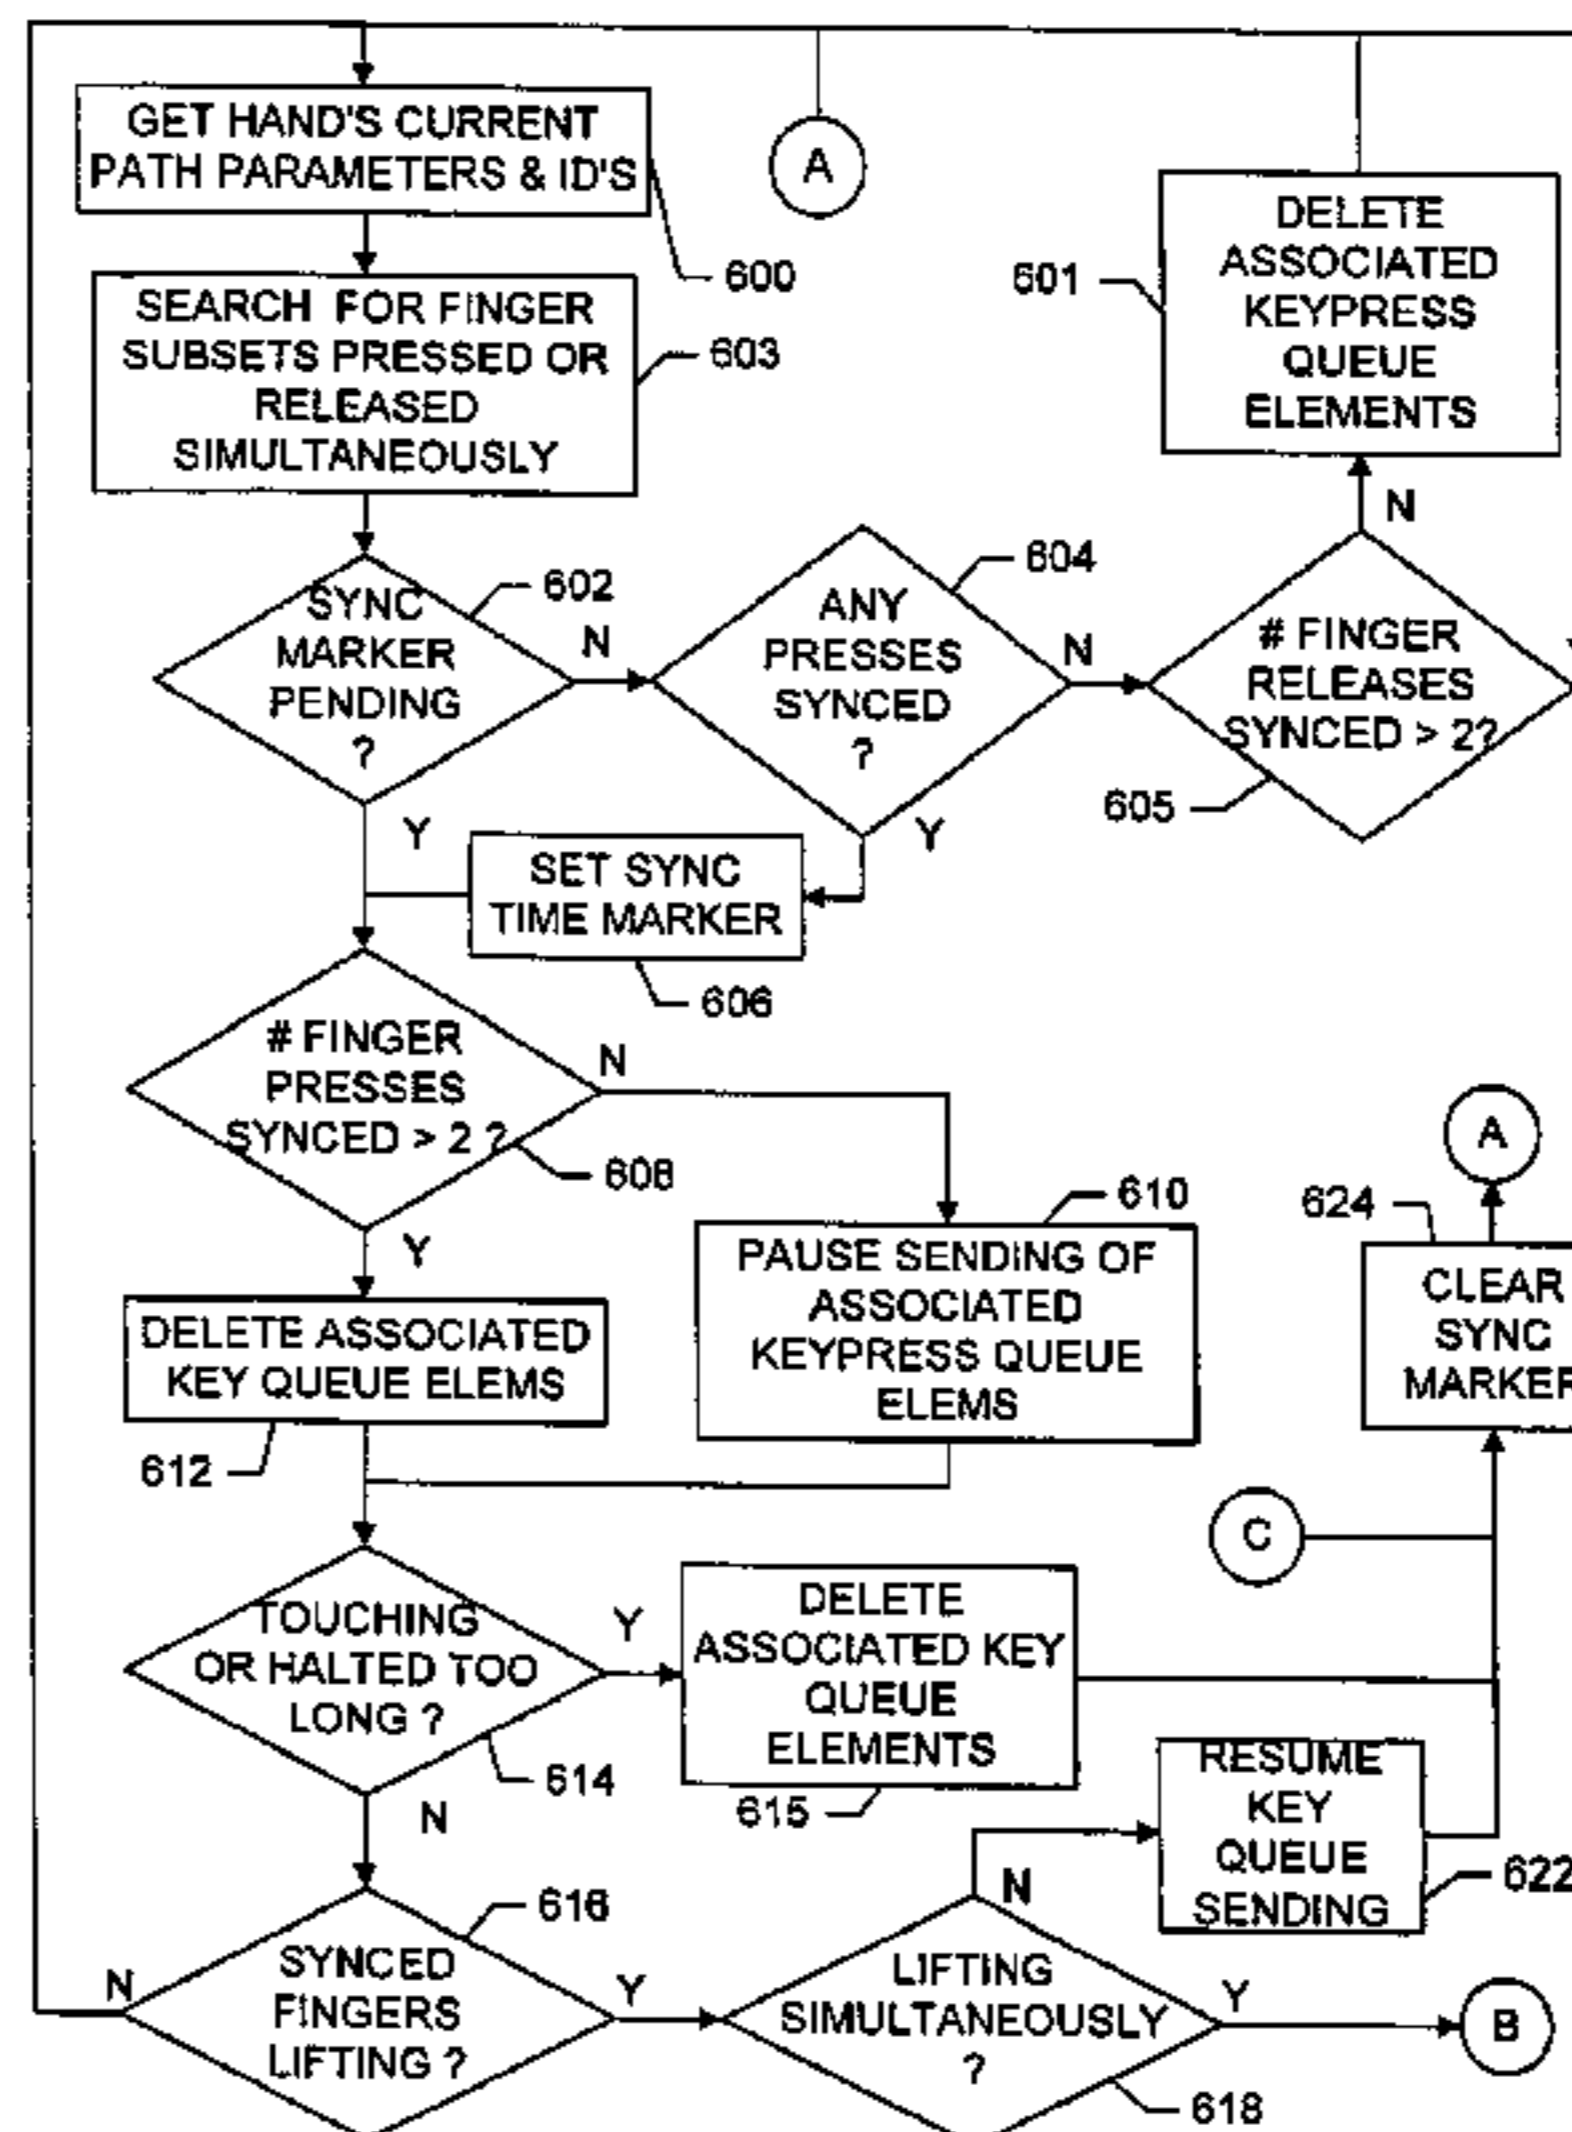 GET HAND'S CURRENT
PATH PARAMETERS & ID'S
600
A
SEARCH FOR FINGER
SUBSETS PRESSED OR
RELEASED
SIMULTANEOUSLY
603
601
DELETE
ASSOCIATED
KEYPRESS
QUEUE
ELEMENTS
N
SYNC
MARKER
PENDING
?
602
N
Y
ANY
PRESSES
SYNCED
?
604
N
Y
# FINGER
RELEASES
SYNCED > 2?
605
SET SYNC
TIME MARKER
606
# FINGER
PRESSES
SYNCED > 2 ?
608
N
Y
610
PAUSE SENDING OF
ASSOCIATED
KEYPRESS QUEUE
ELEMS
DELETE ASSOCIATED
KEY QUEUE ELEMS
612
A
624
CLEAR
SYNC
MARKER
C
TOUCHING
OR HALTED TOO
LONG ?
614
Y
N
DELETE
ASSOCIATED KEY
QUEUE
ELEMENTS
615
RESUME
KEY
QUEUE
SENDING
622
SYNCED
FINGERS
LIFTING ?
616
N
Y
LIFTING
SIMULTANEOUSLY
?
618
N
Y
B